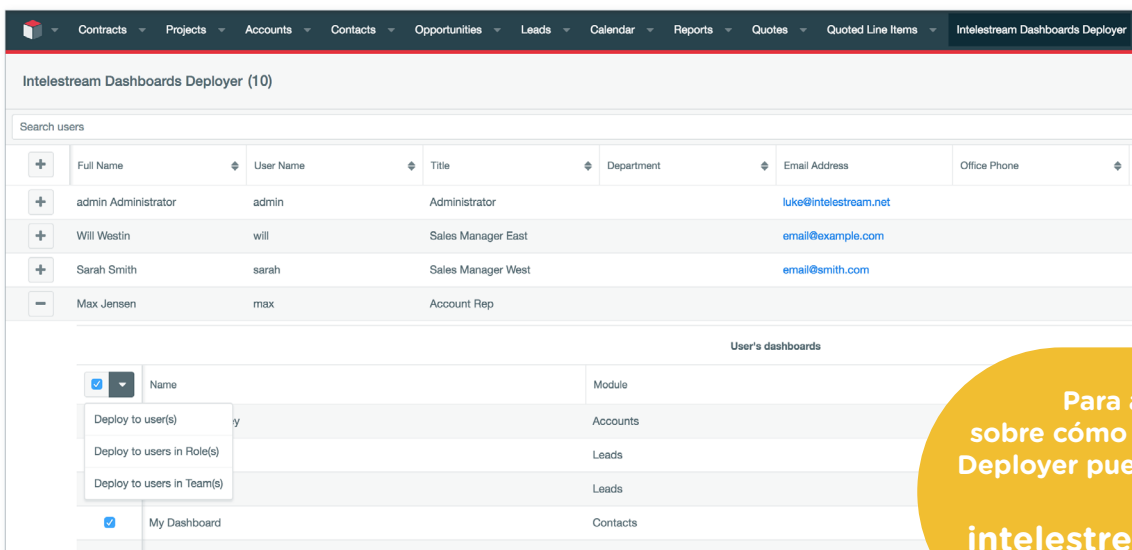 Contracts Projects Accounts Contacts Opportunities Leads Calendar Reports Quotes Quoted Line Items Intelestream Dashboards Deployer
Intelestream Dashboards Deployer (10)
Search users
Full Name User Name Title Department Email Address Office Phone
admin Administrator admin Administrator luke@intelestream.net
Will Westin will Sales Manager East email@example.com
Sarah Smith sarah Sales Manager West email@smith.com
Max Jensen max Account Rep
User's dashboards
Name Module
Deploy to user(s) Accounts
Deploy to users in Role(s) Leads
Deploy to users in Team(s) Leads
My Dashboard Contacts
Para
sobre cómo
Deployer